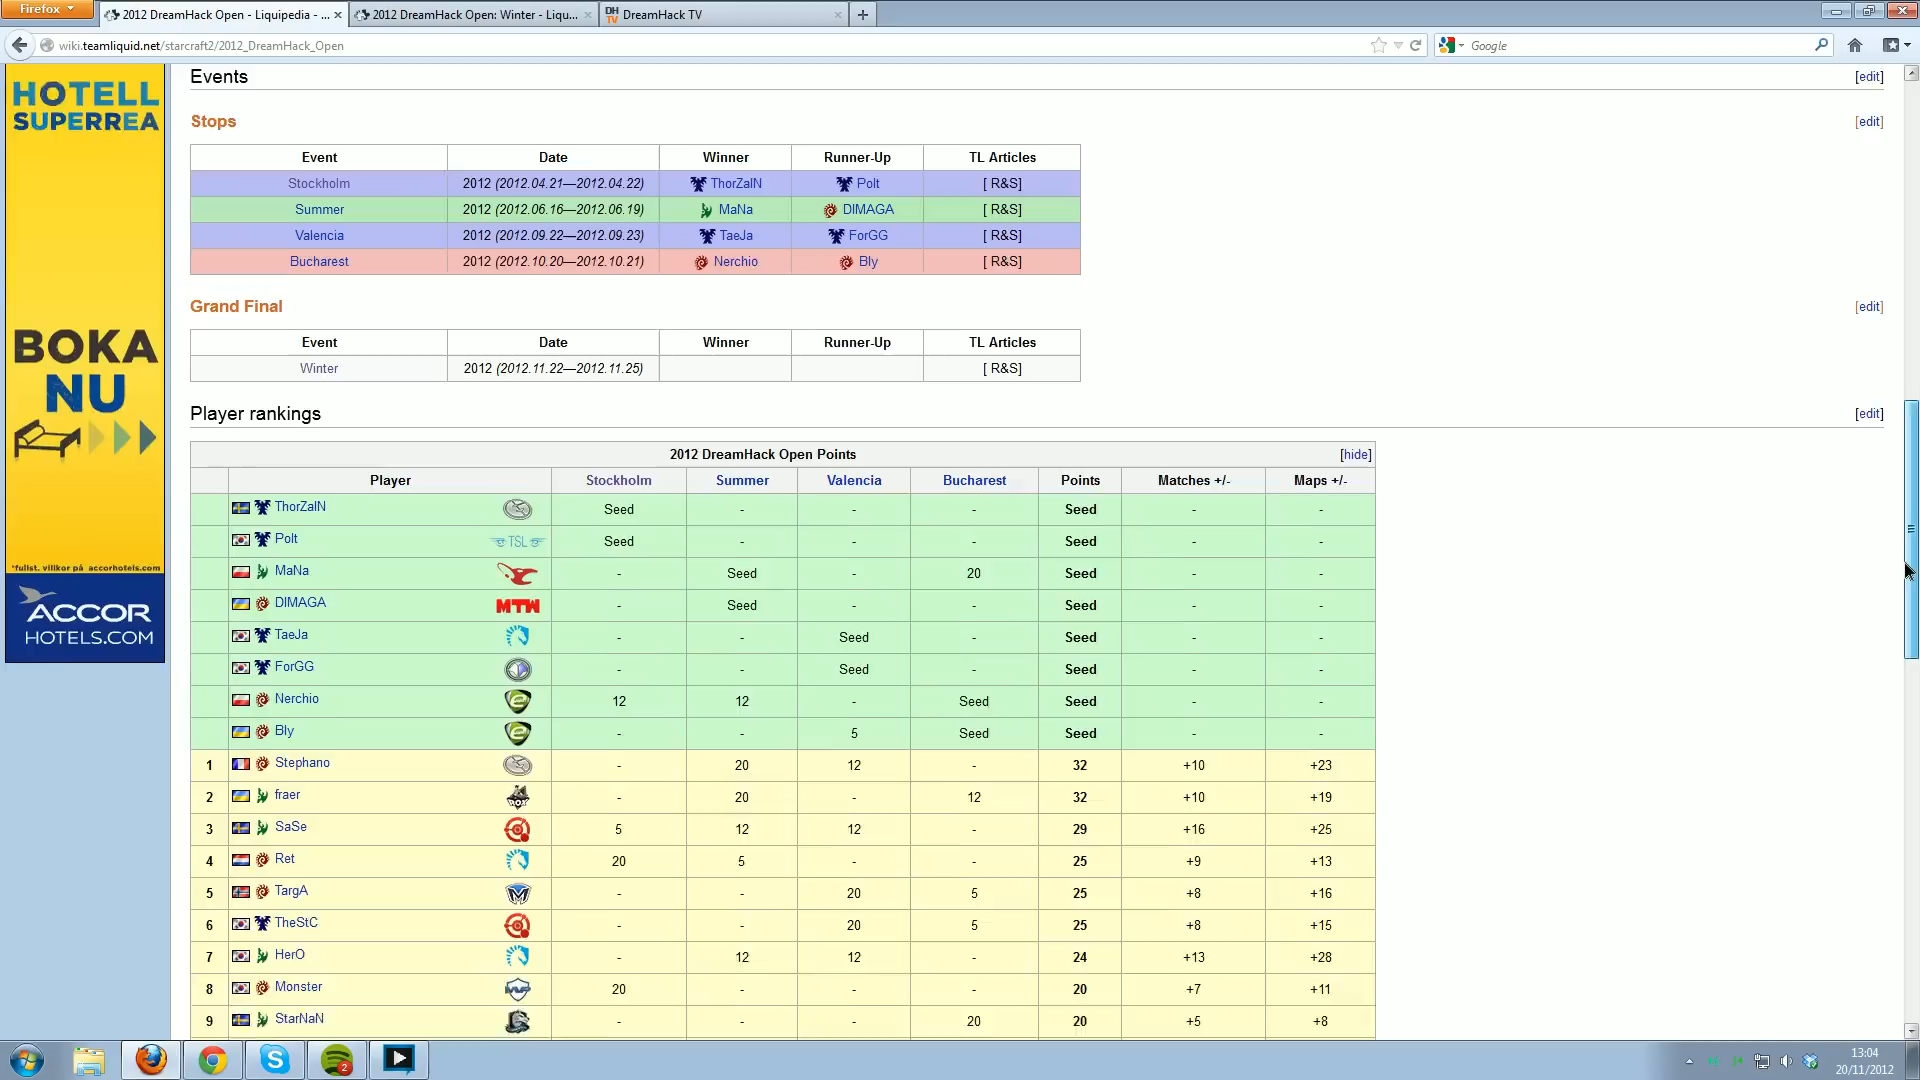 Firefox
2012 DreamHack Open - Liquipedia - ...
2012 DreamHack Open: Winter - Liqu...
DH TV DreamHack TV
wiki.teamliquid.net/starcraft2/2012_DreamHack_Open
Google
HOTELL
SUPERREA
BOKA
NU
*fullst. villkor på accorhotels.com
ACCOR
HOTELS.COM
Events [edit]
Stops [edit]
Event Date Winner Runner-Up TL Articles
Stockholm 2012 (2012.04.21—2012.04.22) ThorZaIN Polt [ R&S]
Summer 2012 (2012.06.16—2012.06.19) MaNa DIMAGA [ R&S]
Valencia 2012 (2012.09.22—2012.09.23) TaeJa ForGG [ R&S]
Bucharest 2012 (2012.10.20—2012.10.21) Nerchio Bly [ R&S]
Grand Final [edit]
Event Date Winner Runner-Up TL Articles
Winter 2012 (2012.11.22—2012.11.25) [ R&S]
Player rankings [edit]
2012 DreamHack Open Points [hide]
Player Stockholm Summer Valencia Bucharest Points Matches +/- Maps +/-
ThorZaIN Seed - - - Seed - -
Polt TSL Seed - - - Seed - -
MaNa - Seed - 20 Seed - -
DIMAGA MTW - Seed - - Seed - -
TaeJa - - Seed - Seed - -
ForGG - - Seed - Seed - -
Nerchio 12 12 - Seed Seed - -
Bly - - 5 Seed Seed - -
1 Stephano - 20 12 - 32 +10 +23
2 fraer - 20 - 12 32 +10 +19
3 SaSe 5 12 12 - 29 +16 +25
4 Ret 20 5 - - 25 +9 +13
5 TargA - - 20 5 25 +8 +16
6 TheStC - - 20 5 25 +8 +15
7 HerO - 12 12 - 24 +13 +28
8 Monster 20 - - - 20 +7 +11
9 StarNaN - - - 20 20 +5 +8
2
13:04
20/11/2012